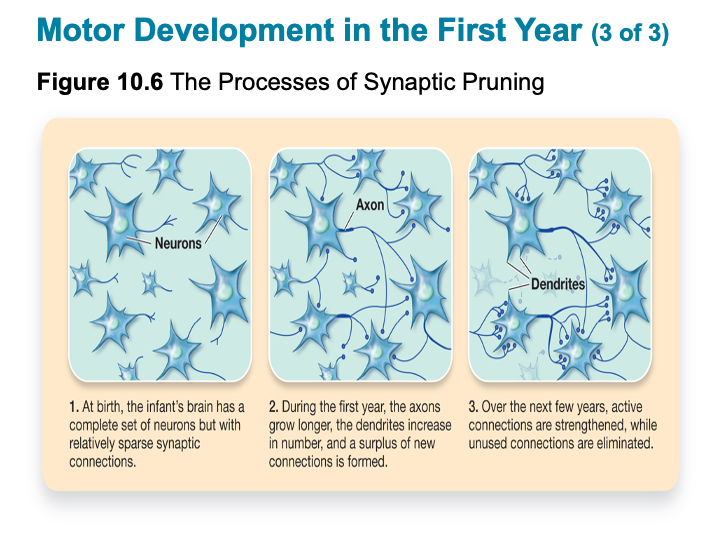 Motor Development in the First Year (3 of 3)
Figure 10.6 The Processes of Synaptic Pruning
Neurons
Axon
Dendrites
1. At birth, the infant's brain has a
complete set of neurons but with
relatively sparse synaptic
connections.
2. During the first year, the axons
grow longer, the dendrites increase
in number, and a surplus of new
connections is formed.
3. Over the next few years, active
connections are strengthened, while
unused connections are eliminated.